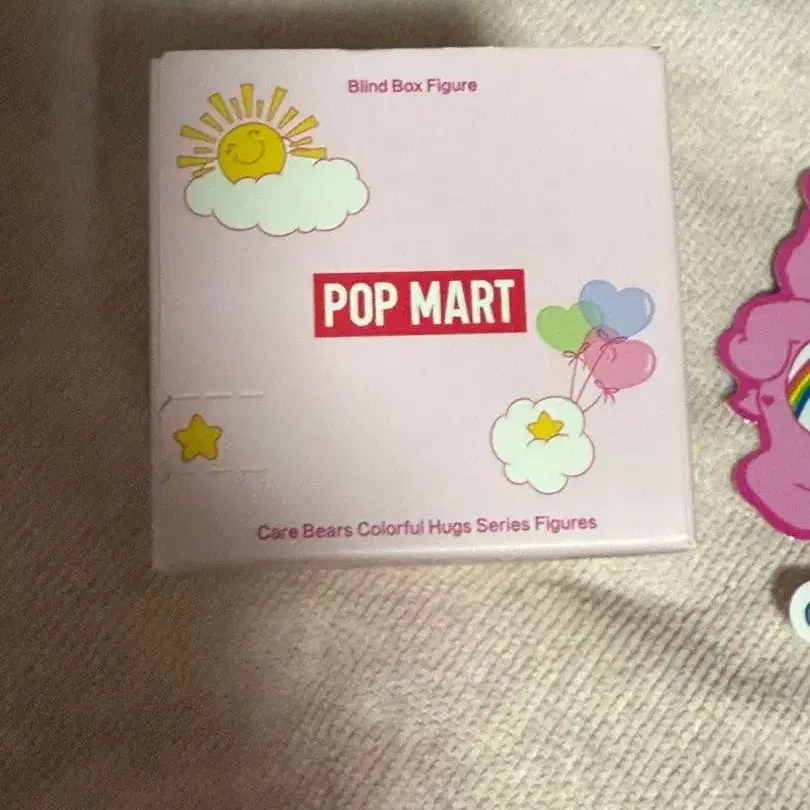 Blind Box Figure
POP MART
Care Bears Colorful Hugs Series Figures